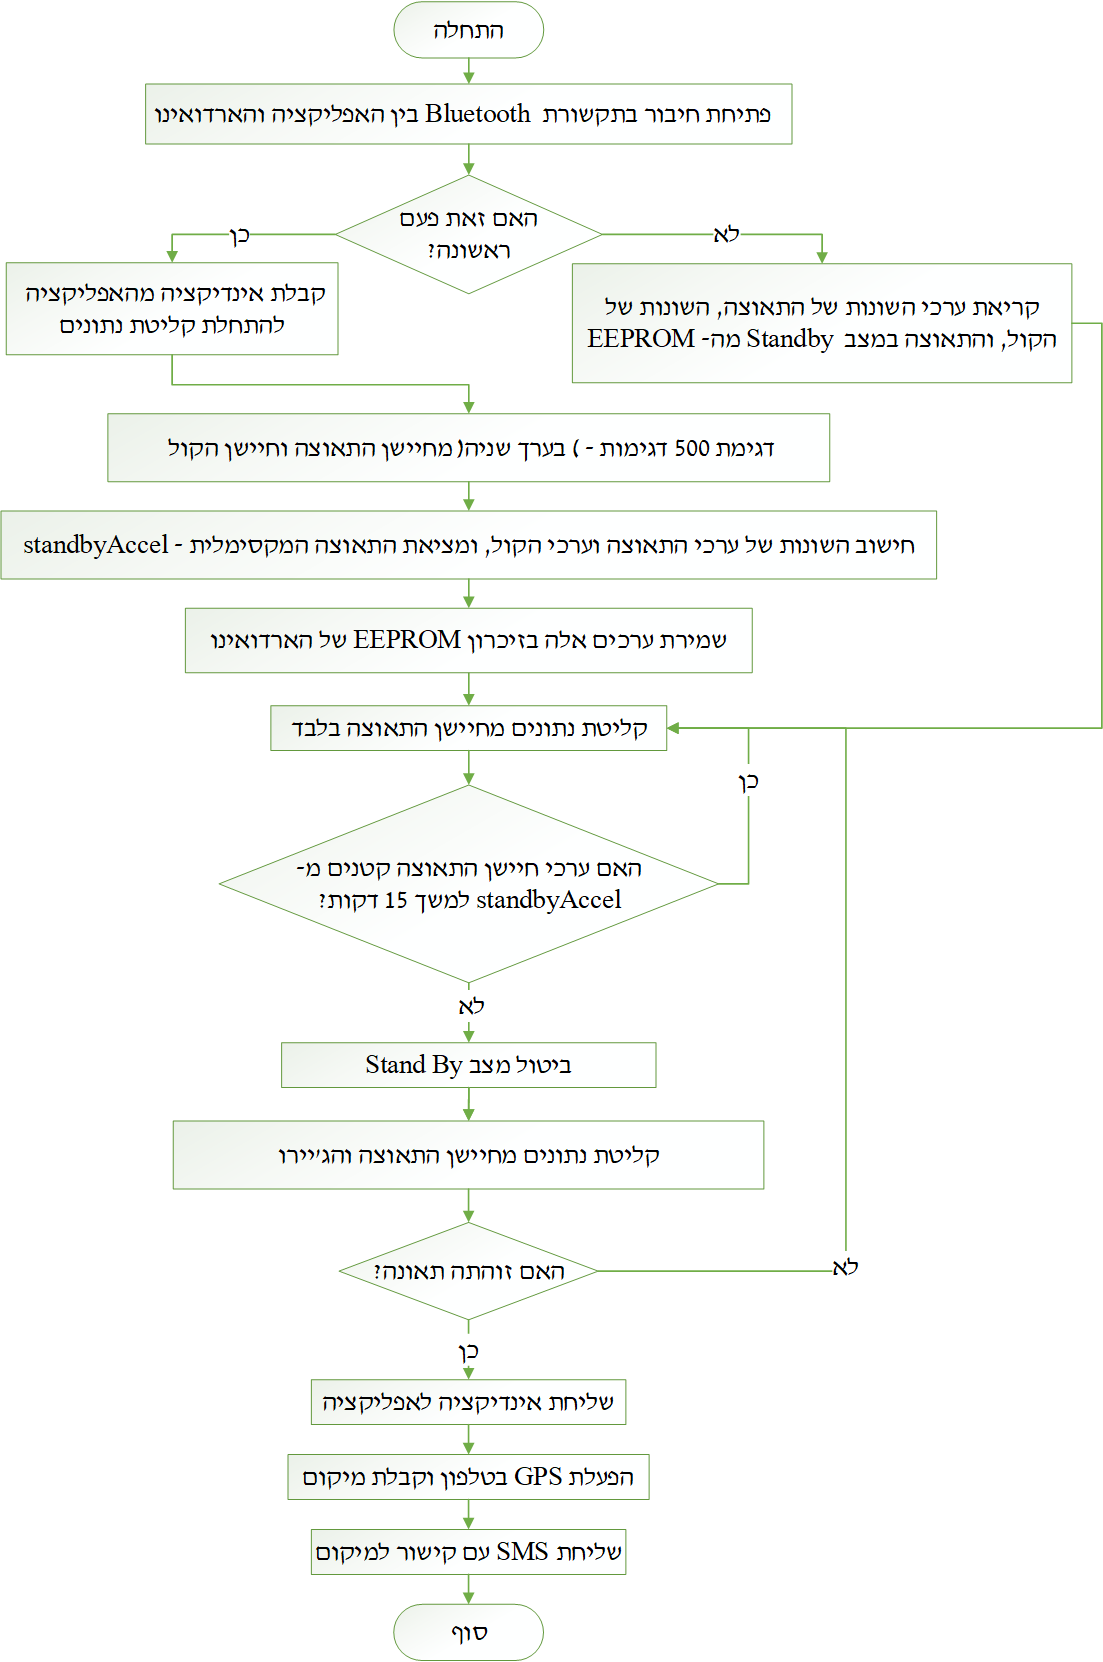 התחלה
פתיחת חיבור בתקשורת Bluetooth בין האפליקציה והארדואינו
האם זאת פעם
ראשונה?
כן
לא
קבלת אינדיקציה מהאפליקציה
להתחלת קליטת נתונים
קריאת ערכי השונות של התאוצה, השונות של
הקול, והתאוצה במצב Standby מה- EEPROM
דגימת 500 דגימות - ) בערך שניה( מחיישן התאוצה וחיישן הקול
חישוב השונות של ערכי התאוצה וערכי הקול, ומציאת התאוצה המקסימלית - standbyAccel
שמירת ערכים אלה בזיכרון EEPROM של הארדואינו
קליטת נתונים מחיישן התאוצה בלבד
כן
האם ערכי חיישן התאוצה קטנים מ-
standbyAccel למשך 15 דקות?
לא
ביטול מצב Stand By
קליטת נתונים מחיישן התאוצה והג'יירו
האם זוהתה תאונה?
לא
כן
שליחת אינדיקציה לאפליקציה
הפעלת GPS בטלפון וקבלת מיקום
שליחת SMS עם קישור למיקום
סוף